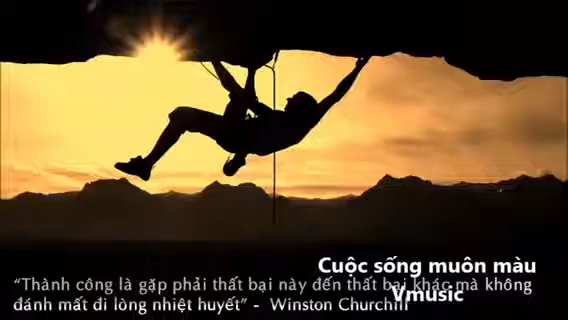 Cuộc sống muôn màu
Vmusic
“Thành công là gặp phải thất bại này đến thất bại khác mà không
đánh mất đi lòng nhiệt huyết” - Winston Churchill